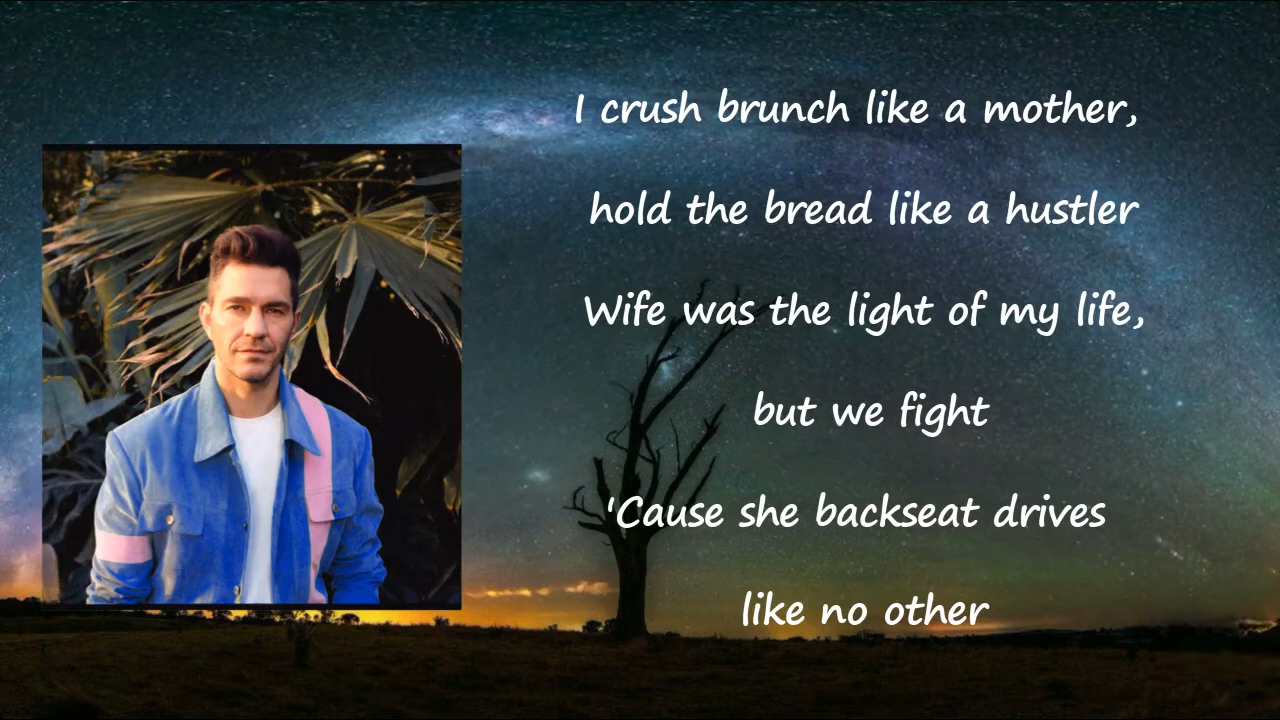 I crush brunch like a mother,
hold the bread like a hustler
Wife was the light of my life,
but we fight
'Cause she backseat drives
like no other